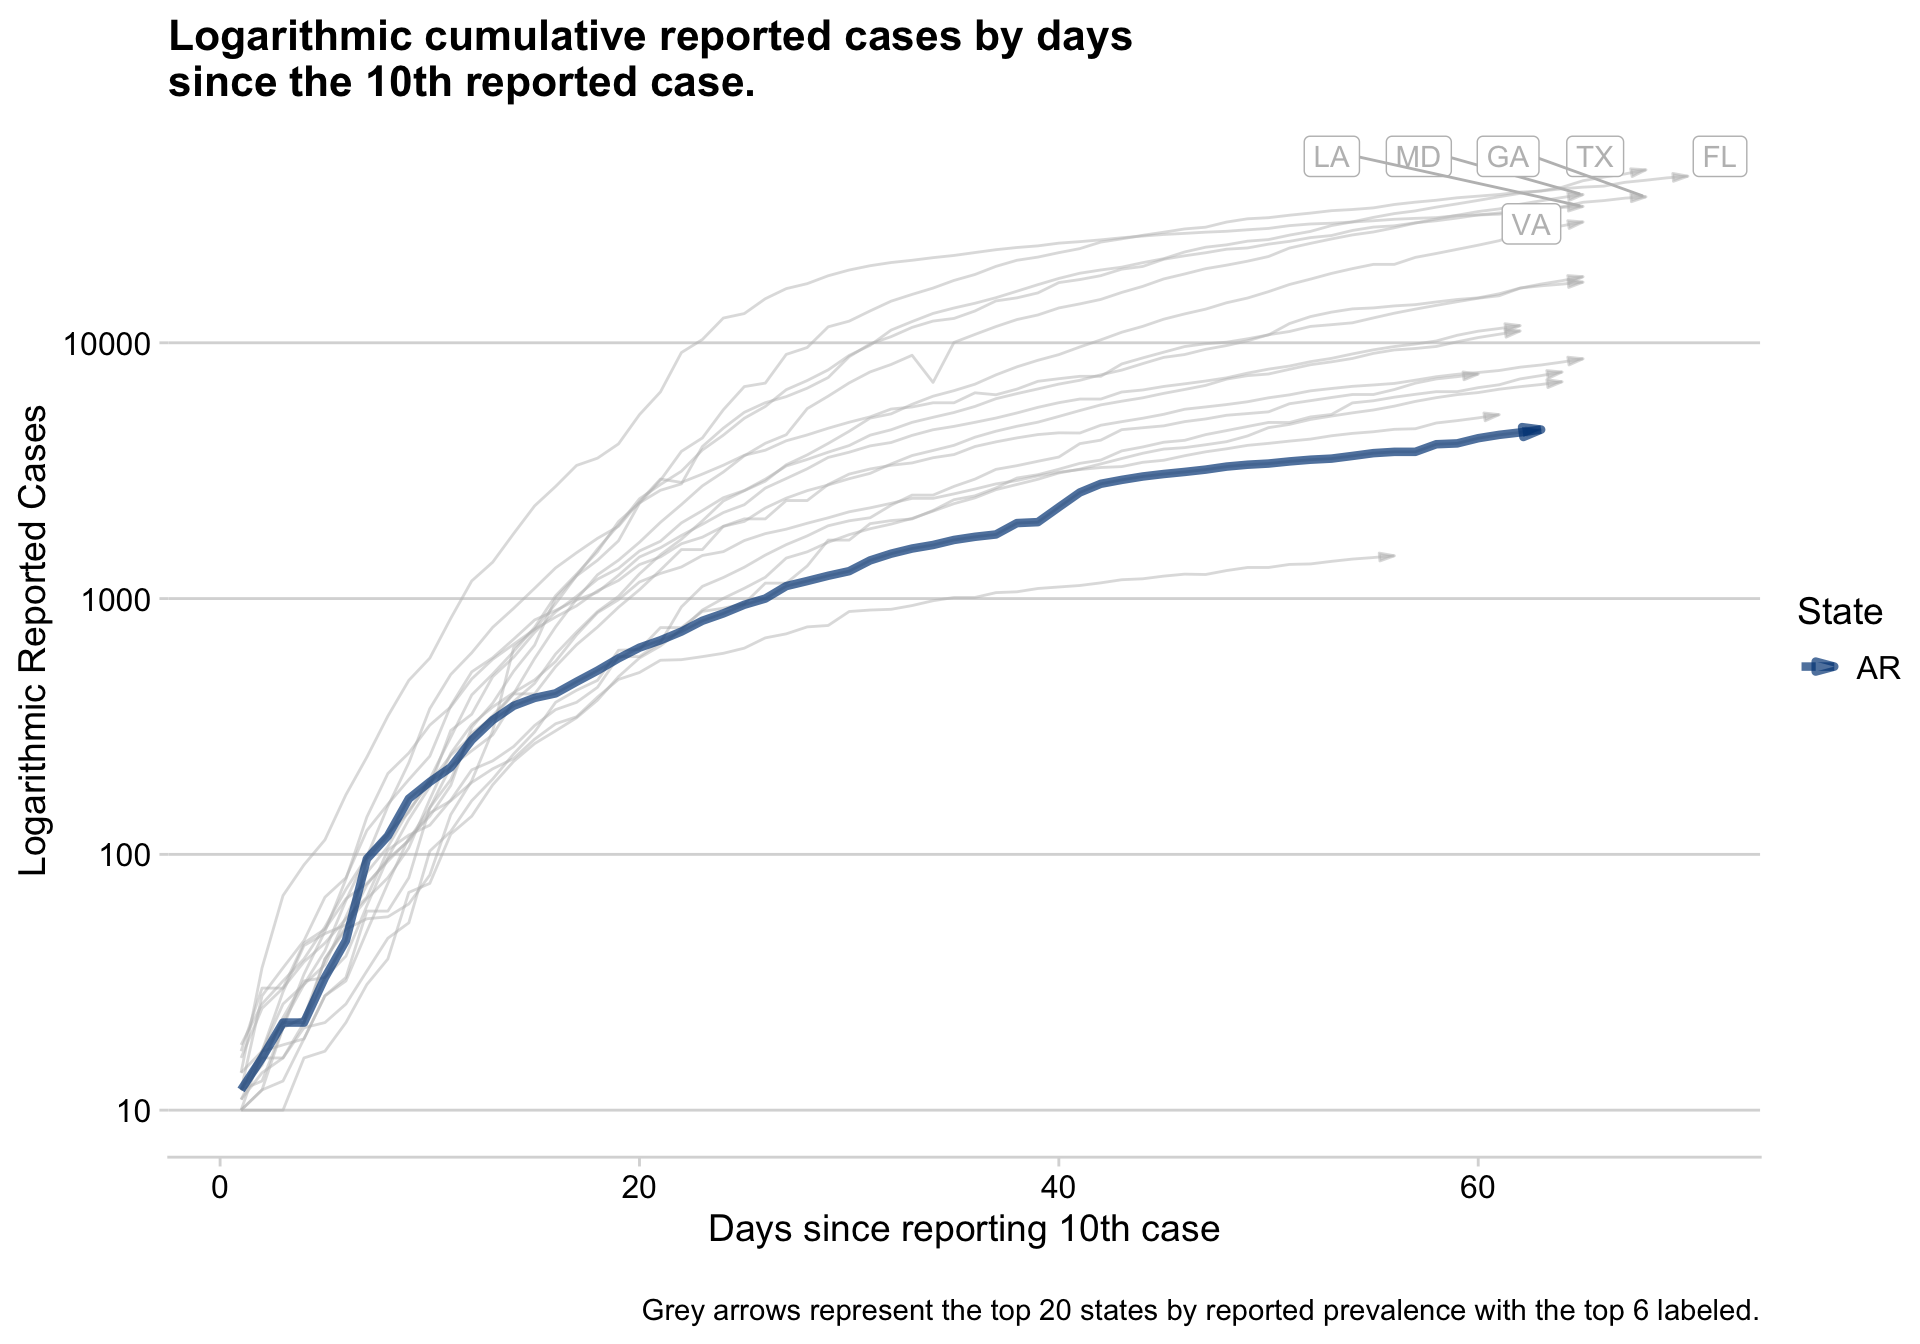 Logarithmic cumulative reported cases by days
since the 10th reported case.
LA
MD
GA
TX
FL
VA
10000
1000
100
10
Logarithmic Reported Cases
State
AR
0
20
40
60
Days since reporting 10th case
Grey arrows represent the top 20 states by reported prevalence with the top 6 labeled.